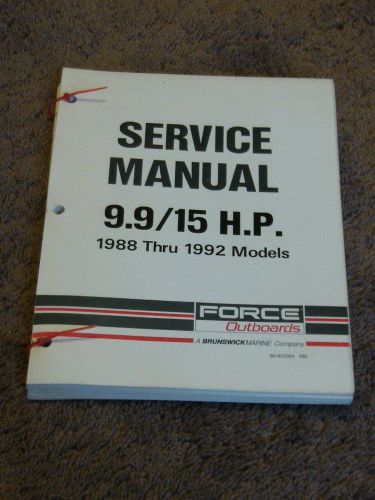 SERVICE
MANUAL
9.9/15 H.P.
1988 Thru 1992 Models
FORCE
Outboards
A BRUNSWICK MARINE Company